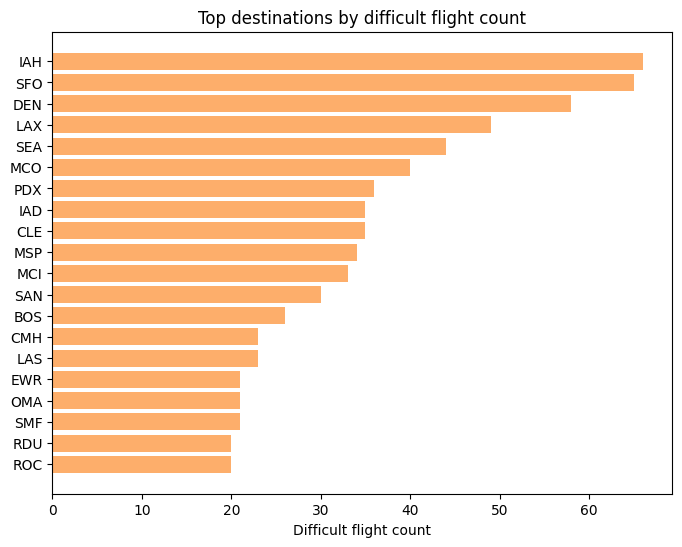 Top destinations by difficult flight count
IAH
SFO
DEN
LAX
SEA
MCO
PDX
IAD
CLE
MSP
MCI
SAN
BOS
CMH
LAS
EWR
OMA
SMF
RDU
ROC
0 10 20 30 40 50 60
Difficult flight count